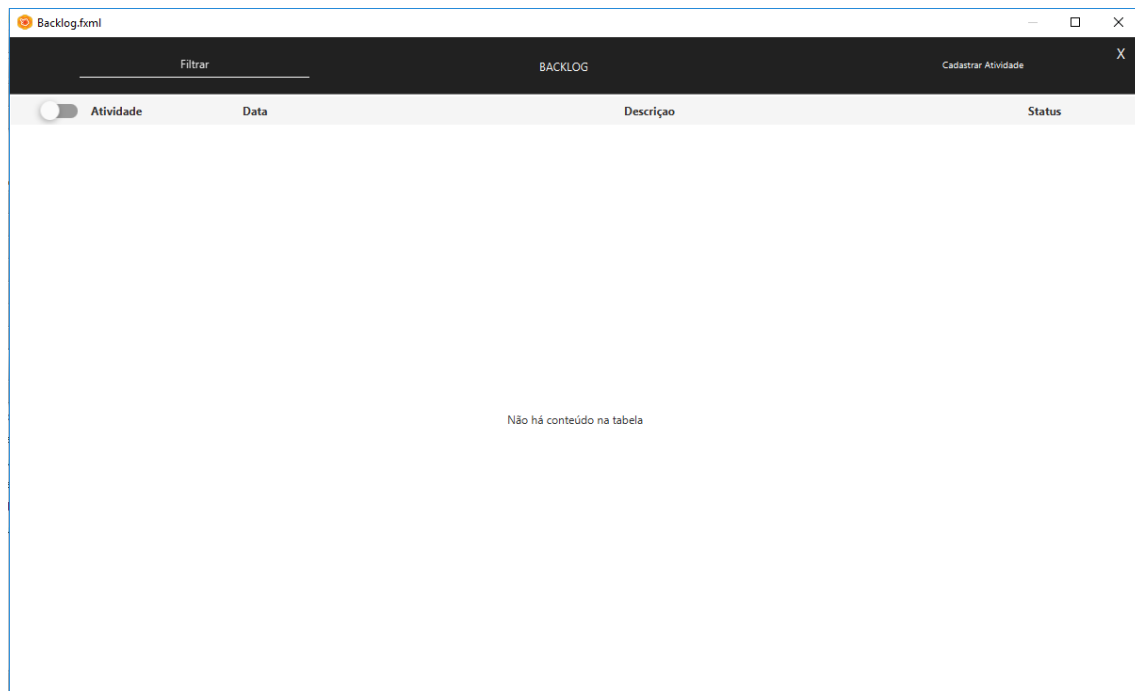 Backlog.fxml
Filtrar
BACKLOG
Cadastrar Atividade
X
Atividade Data Descriçao Status
Não há conteúdo na tabela